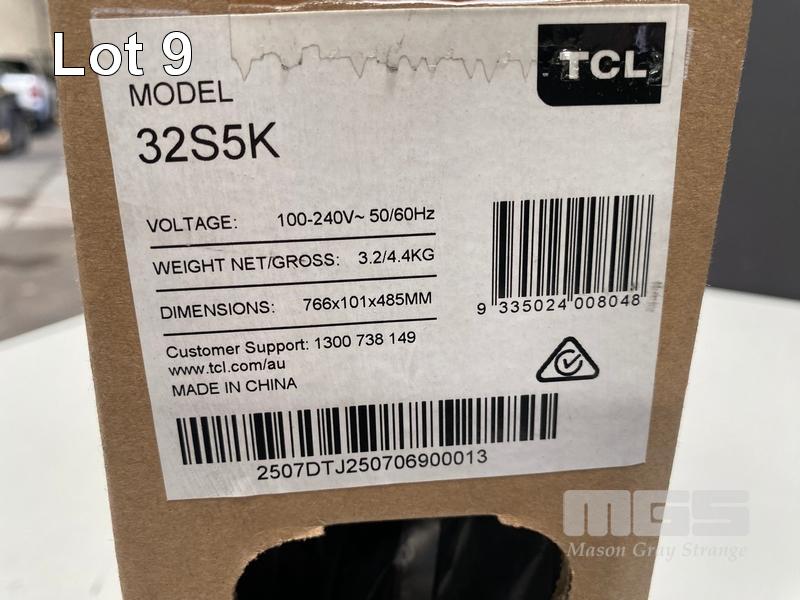 Lot 9
TCL
MODEL
32S5K
VOLTAGE: 100-240V~ 50/60Hz
WEIGHT NET/GROSS: 3.2/4.4KG
DIMENSIONS: 766x101x485MM
9 335024 008048
Customer Support: 1300 738 149
www.tcl.com/au
MADE IN CHINA
2507DTJ250706900013
MGS
Mason Gray Strange